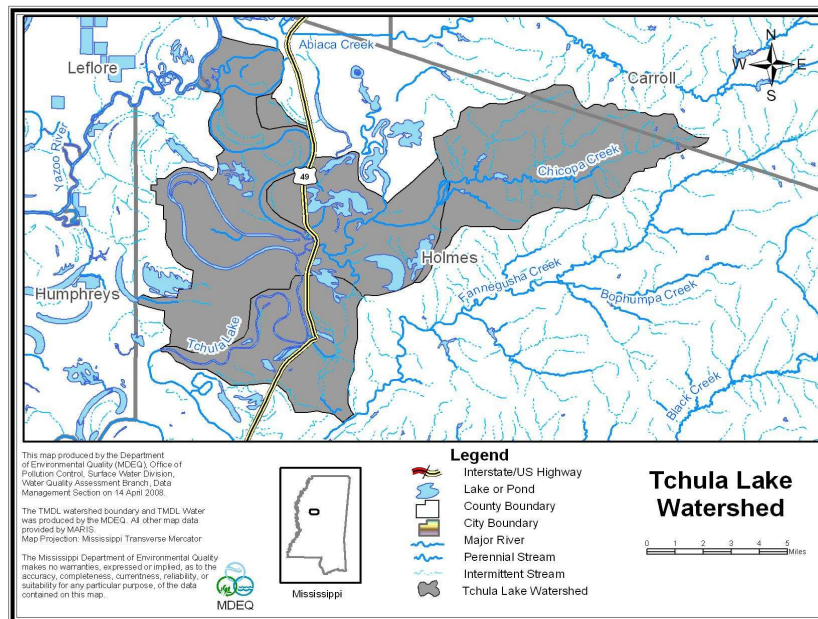 Abiaca Creek
N
W E
S
Leflore
Carroll
Yazoo River
49
Chicopa Creek
Holmes
Fannegusha Creek
Bophumpa Creek
Humphreys
Tchula Lake
Black Creek
This map produced by the Department
of Environmental Quality (MDEQ), Office of
Pollution Control, Surface Water Division,
Water Quality Assessment Branch, Data
Management Section on 14 April 2008.
The TMDL watershed boundary and TMDL Water
was produced by the MDEQ. All other map data
provided by MARIS.
Map Projection: Mississippi Transverse Mercator
The Mississippi Department of Environmental Quality
makes no warranties, expressed or implied, as to the
accuracy, completeness, currentness, reliability, or
suitability for any particular purpose, of the data
contained on this map.
MDEQ
Mississippi
Legend
Interstate/US Highway
Lake or Pond
County Boundary
City Boundary
Major River
Perennial Stream
Intermittent Stream
Tchula Lake Watershed
Tchula Lake
Watershed
0 1 2 3 4 5
Miles